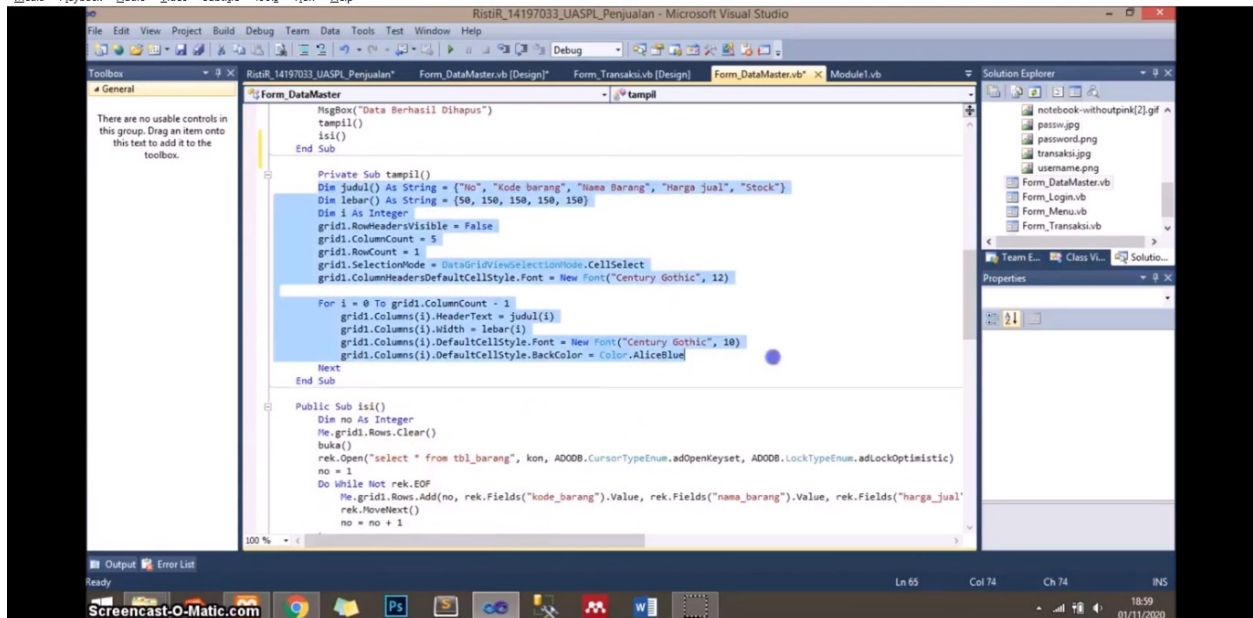 RistiR_14197033_UASPL_Penjualan - Microsoft Visual Studio
File Edit View Project Build Debug Team Data Tools Test Window Help
Debug
Toolbox
General
There are no usable controls in
this group. Drag an item onto
this text to add it to the
toolbox.
RistiR_14197033_UASPL_Penjualan* Form_DataMaster.vb [Design]* Form_Transaksi.vb [Design] Form_DataMaster.vb* Module1.vb
Form_DataMaster tampil
MsgBox("Data Berhasil Dihapus")
tampil()
isi()
End Sub
Private Sub tampil()
Dim judul() As String = {"No", "Kode barang", "Nama Barang", "Harga jual", "Stock"}
Dim lebar() As String = {50, 150, 150, 150, 150}
Dim i As Integer
grid1.RowHeadersVisible = False
grid1.ColumnCount = 5
grid1.RowCount = 1
grid1.SelectionMode = DataGridViewSelectionMode.CellSelect
grid1.ColumnHeadersDefaultCellStyle.Font = New Font("Century Gothic", 12)
For i = 0 To grid1.ColumnCount - 1
grid1.Columns(i).HeaderText = judul(i)
grid1.Columns(i).Width = lebar(i)
grid1.Columns(i).DefaultCellStyle.Font = New Font("Century Gothic", 10)
grid1.Columns(i).DefaultCellStyle.BackColor = Color.AliceBlue
Next
End Sub
Public Sub isi()
Dim no As Integer
Me.grid1.Rows.Clear()
buka()
rek.Open("select * from tbl_barang", kon, ADODB.CursorTypeEnum.adOpenKeyset, ADODB.LockTypeEnum.adLockOptimistic)
no = 1
Do While Not rek.EOF
Me.grid1.Rows.Add(no, rek.Fields("kode_barang").Value, rek.Fields("nama_barang").Value, rek.Fields("harga_jual"
rek.MoveNext()
no = no + 1
100 %
Solution Explorer
notebook-withoutpink[2].gif
passw.jpg
password.png
transaksi.jpg
username.png
Form_DataMaster.vb
Form_Login.vb
Form_Menu.vb
Form_Transaksi.vb
Team E... Class Vi... Solutio...
Properties
Output Error List
Ready Ln 65 Col 74 Ch 74 INS
Screencast-O-Matic.com
18:59
01/11/2020